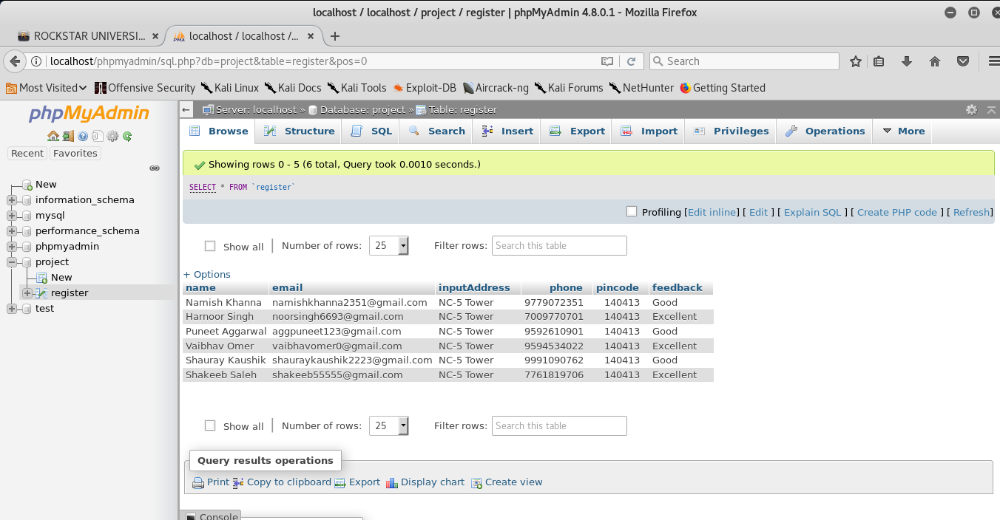 localhost / localhost / project / register | phpMyAdmin 4.8.0.1 - Mozilla Firefox
ROCKSTAR UNIVERSI... × localhost / localhost /... ×
localhost/phpmyadmin/sql.php?db=project&table=register&pos=0 Search
Most Visited Offensive Security Kali Linux Kali Docs Kali Tools Exploit-DB Aircrack-ng Kali Forums NetHunter Getting Started
phpMyAdmin
Recent Favorites
New
information_schema
mysql
performance_schema
phpmyadmin
project
New
register
test
Server: localhost » Database: project » Table: register
Browse Structure SQL Search Insert Export Import Privileges Operations More
Showing rows 0 - 5 (6 total, Query took 0.0010 seconds.)
SELECT * FROM `register`
Profiling [Edit inline] [ Edit ] [ Explain SQL ] [ Create PHP code ] [ Refresh]
Show all | Number of rows: 25 Filter rows: Search this table
+ Options
name email inputAddress phone pincode feedback
Namish Khanna namishkhanna2351@gmail.com NC-5 Tower 9779072351 140413 Good
Harnoor Singh noorsingh6693@gmail.com NC-5 Tower 7009770701 140413 Excellent
Puneet Aggarwal aggpuneet123@gmail.com NC-5 Tower 9592610901 140413 Good
Vaibhav Omer vaibhavomer0@gmail.com NC-5 Tower 9594534022 140413 Excellent
Shauray Kaushik shauraykaushik2223@gmail.com NC-5 Tower 9991090762 140413 Good
Shakeeb Saleh shakeeb55555@gmail.com NC-5 Tower 7761819706 140413 Excellent
Show all | Number of rows: 25 Filter rows: Search this table
Query results operations
Print Copy to clipboard Export Display chart Create view
Console